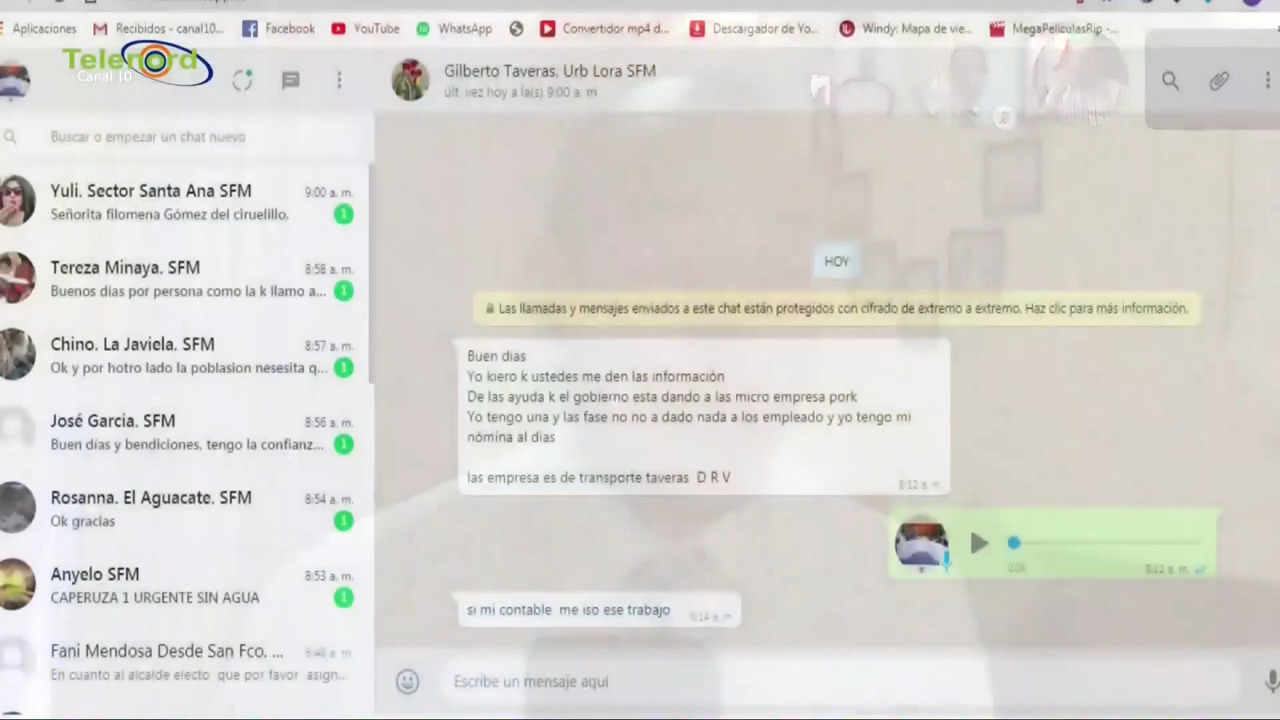 Aplicaciones
Recibidos - canal10...
Facebook
YouTube
WhatsApp
Convertidor mp4 d...
Descargador de Yo...
Windy: Mapa de vie...
MegaPeliculasRip -...
Telenord
Canal 10
Gilberto Taveras. Urb Lora SFM
últ. vez hoy a la(s) 9:00 a. m
Buscar o empezar un chat nuevo
Yuli. Sector Santa Ana SFM
9:00 a. m.
Señorita filomena Gómez del ciruelillo.
1
Tereza Minaya. SFM
8:58 a. m.
Buenos días por persona como la k llamo a...
1
Chino. La Javiela. SFM
8:57 a. m.
Ok y por hotro lado la poblasion nesesita q...
1
José Garcia. SFM
8:56 a. m.
Buen días y bendiciones, tengo la confianz...
1
Rosanna. El Aguacate. SFM
8:54 a. m.
Ok gracias
1
Anyelo SFM
8:53 a. m.
CAPERUZA 1 URGENTE SIN AGUA
1
Fani Mendosa Desde San Fco. ...
En cuanto al alcalde electo que por favor asign...
HOY
Las llamadas y mensajes enviados a este chat están protegidos con cifrado de extremo a extremo. Haz clic para más información.
Buen dias
Yo kiero k ustedes me den las información
De las ayuda k el gobierno esta dando a las micro empresa pork
Yo tengo una y las fase no no a dado nada a los empleado y yo tengo mi
nómina al dias
las empresa es de transporte taveras D R V
8:12 a. m.
8:12 a. m.
si mi contable me iso ese trabajo
8:14 a. m.
Escribe un mensaje aquí